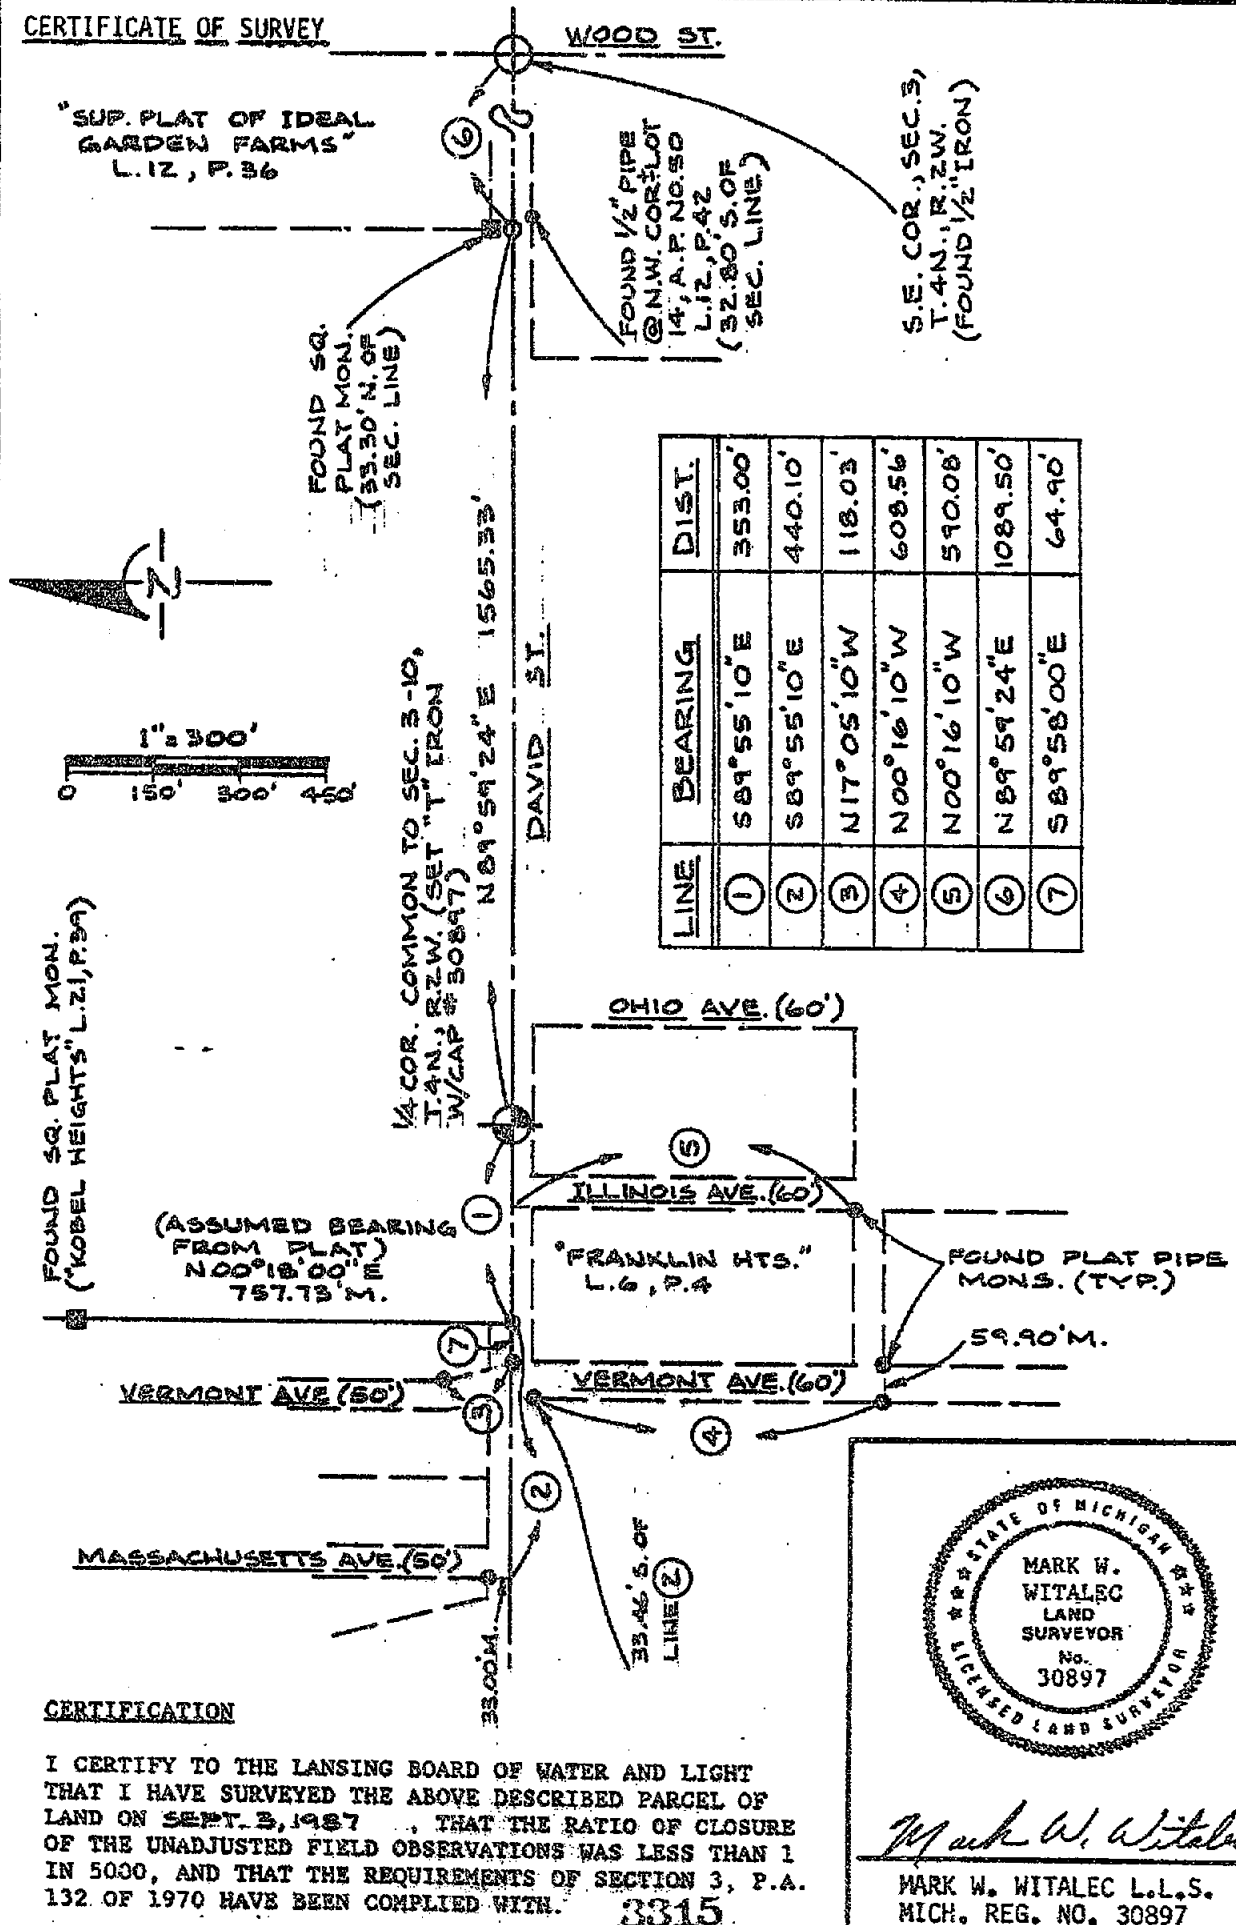 CERTIFICATE OF SURVEY
WOOD ST.
"SUP. PLAT OF IDEAL
GARDEN FARMS"
L.12, P.36
6
FOUND 1/2" PIPE
@ N.W. COR. LOT
14, A.P. NO.50
L.12, P.42
(32.80' S. OF
SEC. LINE)
S.E. COR., SEC. 3,
T.4N., R.2W.
(FOUND 1/2" IRON)
FOUND SQ.
PLAT MON.
(33.30' N. OF
SEC. LINE)
N
1"=300'
0 150' 300' 450'
N89°59'24"E 1565.33'
DAVID ST.
1/4 COR. COMMON TO SEC. 3-10,
T.4N., R.2W. (SET "T" IRON
W/CAP #30897)
LINE BEARING DIST.
1 S89°55'10"E 353.00'
2 S89°55'10"E 440.10'
3 N17°05'10"W 118.03'
4 N00°16'10"W 608.56'
5 N00°16'10"W 590.08'
6 N89°59'24"E 1089.50'
7 S89°58'00"E 64.90'
FOUND SQ. PLAT MON.
("KOBEL HEIGHTS" L.21, P.39)
OHIO AVE. (60')
5
ILLINOIS AVE. (60')
1
(ASSUMED BEARING
FROM PLAT)
N00°18'00"E
757.73' M.
"FRANKLIN HTS."
L.6, P.4
FOUND PLAT PIPE
MONS. (TYP.)
59.90' M.
7
VERMONT AVE (50')
VERMONT AVE. (60')
3
4
2
MASSACHUSETTS AVE. (50')
33.00' M.
33.46' S. OF
LINE 2
CERTIFICATION
I CERTIFY TO THE LANSING BOARD OF WATER AND LIGHT
THAT I HAVE SURVEYED THE ABOVE DESCRIBED PARCEL OF
LAND ON SEPT. 3, 1987 , THAT THE RATIO OF CLOSURE
OF THE UNADJUSTED FIELD OBSERVATIONS WAS LESS THAN 1
IN 5000, AND THAT THE REQUIREMENTS OF SECTION 3, P.A.
132 OF 1970 HAVE BEEN COMPLIED WITH.
3315
STATE OF MICHIGAN
MARK W.
WITALEC
LAND
SURVEYOR
No.
30897
LICENSED LAND SURVEYOR
Mark W. Witalec
MARK W. WITALEC L.L.S.
MICH. REG. NO. 30897